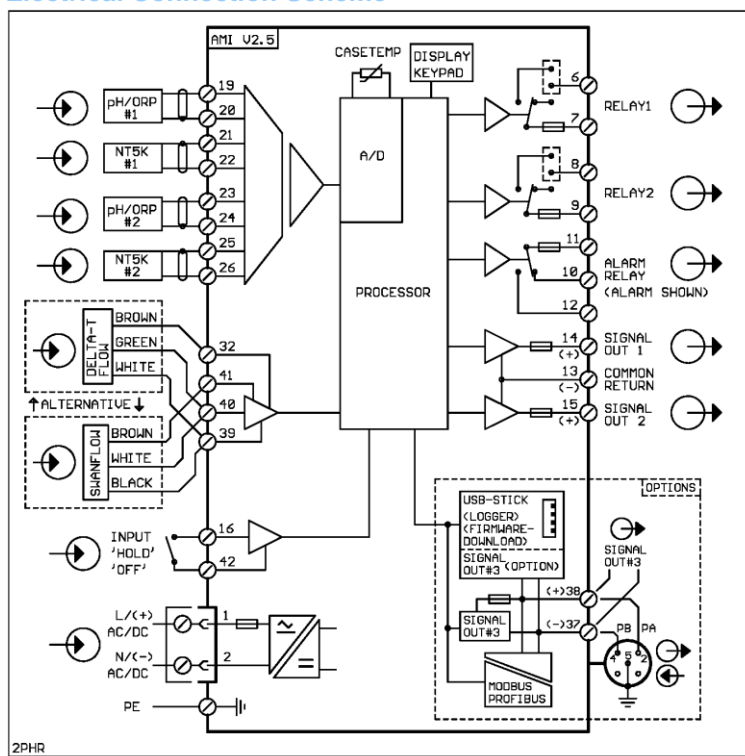 Electrical Connection Scheme
AMI V2.5
CASETEMP
DISPLAY
KEYPAD
A/D
PROCESSOR
pH/ORP
#1
19
20
NT5K
#1
21
22
pH/ORP
#2
23
24
NT5K
#2
25
26
DELTA-T
FLOW
BROWN
GREEN
WHITE
↑ALTERNATIVE↓
SWANFLOW
BROWN
WHITE
BLACK
32
41
40
39
INPUT
'HOLD'
'OFF'
16
42
L/(+)
AC/DC
1
N/(-)
AC/DC
2
PE
6
RELAY1
7
8
RELAY2
9
11
10
ALARM
RELAY
(ALARM SHOWN)
12
14
(+)
SIGNAL
OUT 1
13
(-)
COMMON
RETURN
15
(+)
SIGNAL
OUT 2
OPTIONS
USB-STICK
(LOGGER)
(FIRMWARE-
DOWNLOAD)
SIGNAL
OUT#3 (OPTION)
SIGNAL
OUT#3
(+)38
SIGNAL
OUT#3
(-)37
PB PA
4 5 2
MODBUS
PROFIBUS
2PHR